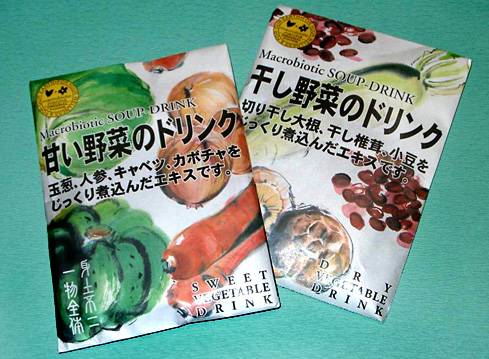 Macrobiotic SOUP-DRINK
甘い野菜のドリンク
玉葱、人参、キャベツ、カボチャを
じっくり煮込んだエキスです。
身土不二
一物全体
SWEET
VEGETABLE
DRINK
Macrobiotic SOUP-DRINK
干し野菜のドリンク
切り干し大根、干し椎茸、小豆を
じっくり煮込んだエキスです。
DRY
VEGETABLE
DRINK